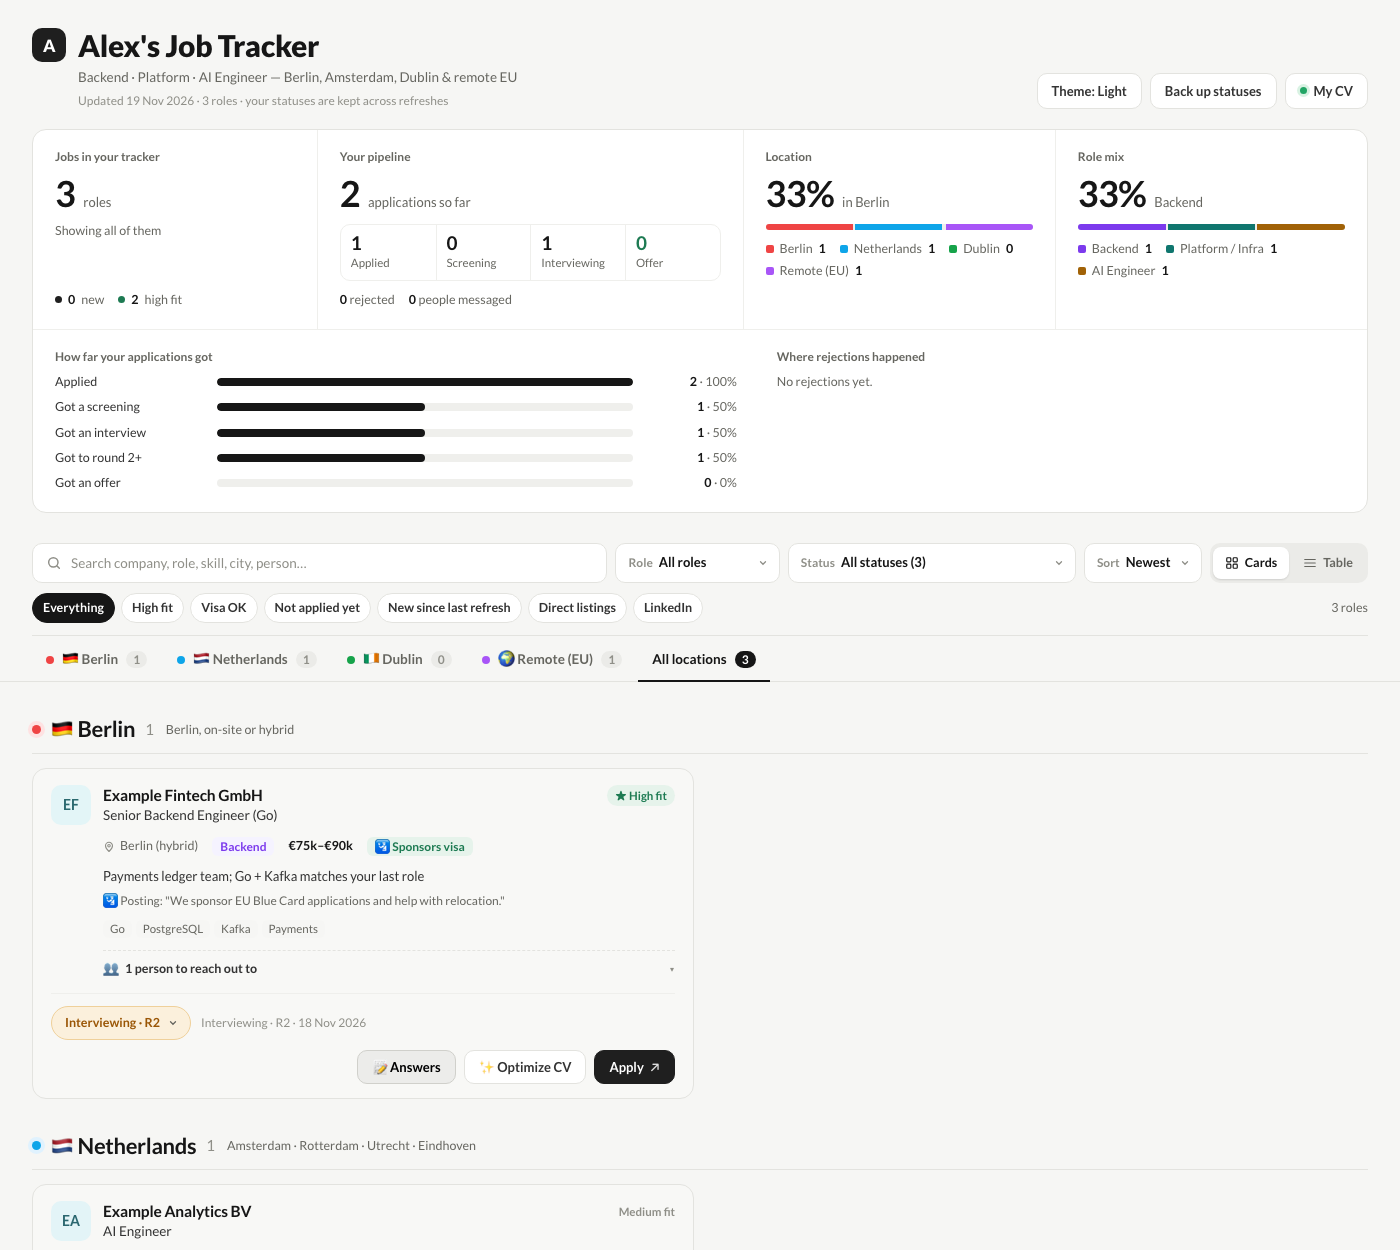 A
Alex's Job Tracker
Backend · Platform · AI Engineer — Berlin, Amsterdam, Dublin & remote EU
Updated 19 Nov 2026 · 3 roles · your statuses are kept across refreshes
Theme: Light
Back up statuses
My CV
Jobs in your tracker
3 roles
Showing all of them
0 new 2 high fit
Your pipeline
2 applications so far
1 Applied
0 Screening
1 Interviewing
0 Offer
0 rejected 0 people messaged
Location
33% in Berlin
Berlin 1 Netherlands 1 Dublin 0
Remote (EU) 1
Role mix
33% Backend
Backend 1 Platform / Infra 1
AI Engineer 1
How far your applications got
Applied 2 · 100%
Got a screening 1 · 50%
Got an interview 1 · 50%
Got to round 2+ 1 · 50%
Got an offer 0 · 0%
Where rejections happened
No rejections yet.
Search company, role, skill, city, person...
Role All roles
Status All statuses (3)
Sort Newest
Cards
Table
Everything
High fit
Visa OK
Not applied yet
New since last refresh
Direct listings
LinkedIn
3 roles
Berlin 1
Netherlands 1
Dublin 0
Remote (EU) 1
All locations 3
Berlin 1 Berlin, on-site or hybrid
EF
Example Fintech GmbH
High fit
Senior Backend Engineer (Go)
Berlin (hybrid) Backend €75k–€90k Sponsors visa
Payments ledger team; Go + Kafka matches your last role
Posting: "We sponsor EU Blue Card applications and help with relocation."
Go PostgreSQL Kafka Payments
1 person to reach out to
Interviewing · R2
Interviewing · R2 · 18 Nov 2026
Answers
Optimize CV
Apply
Netherlands 1 Amsterdam · Rotterdam · Utrecht · Eindhoven
EA
Example Analytics BV
Medium fit
AI Engineer